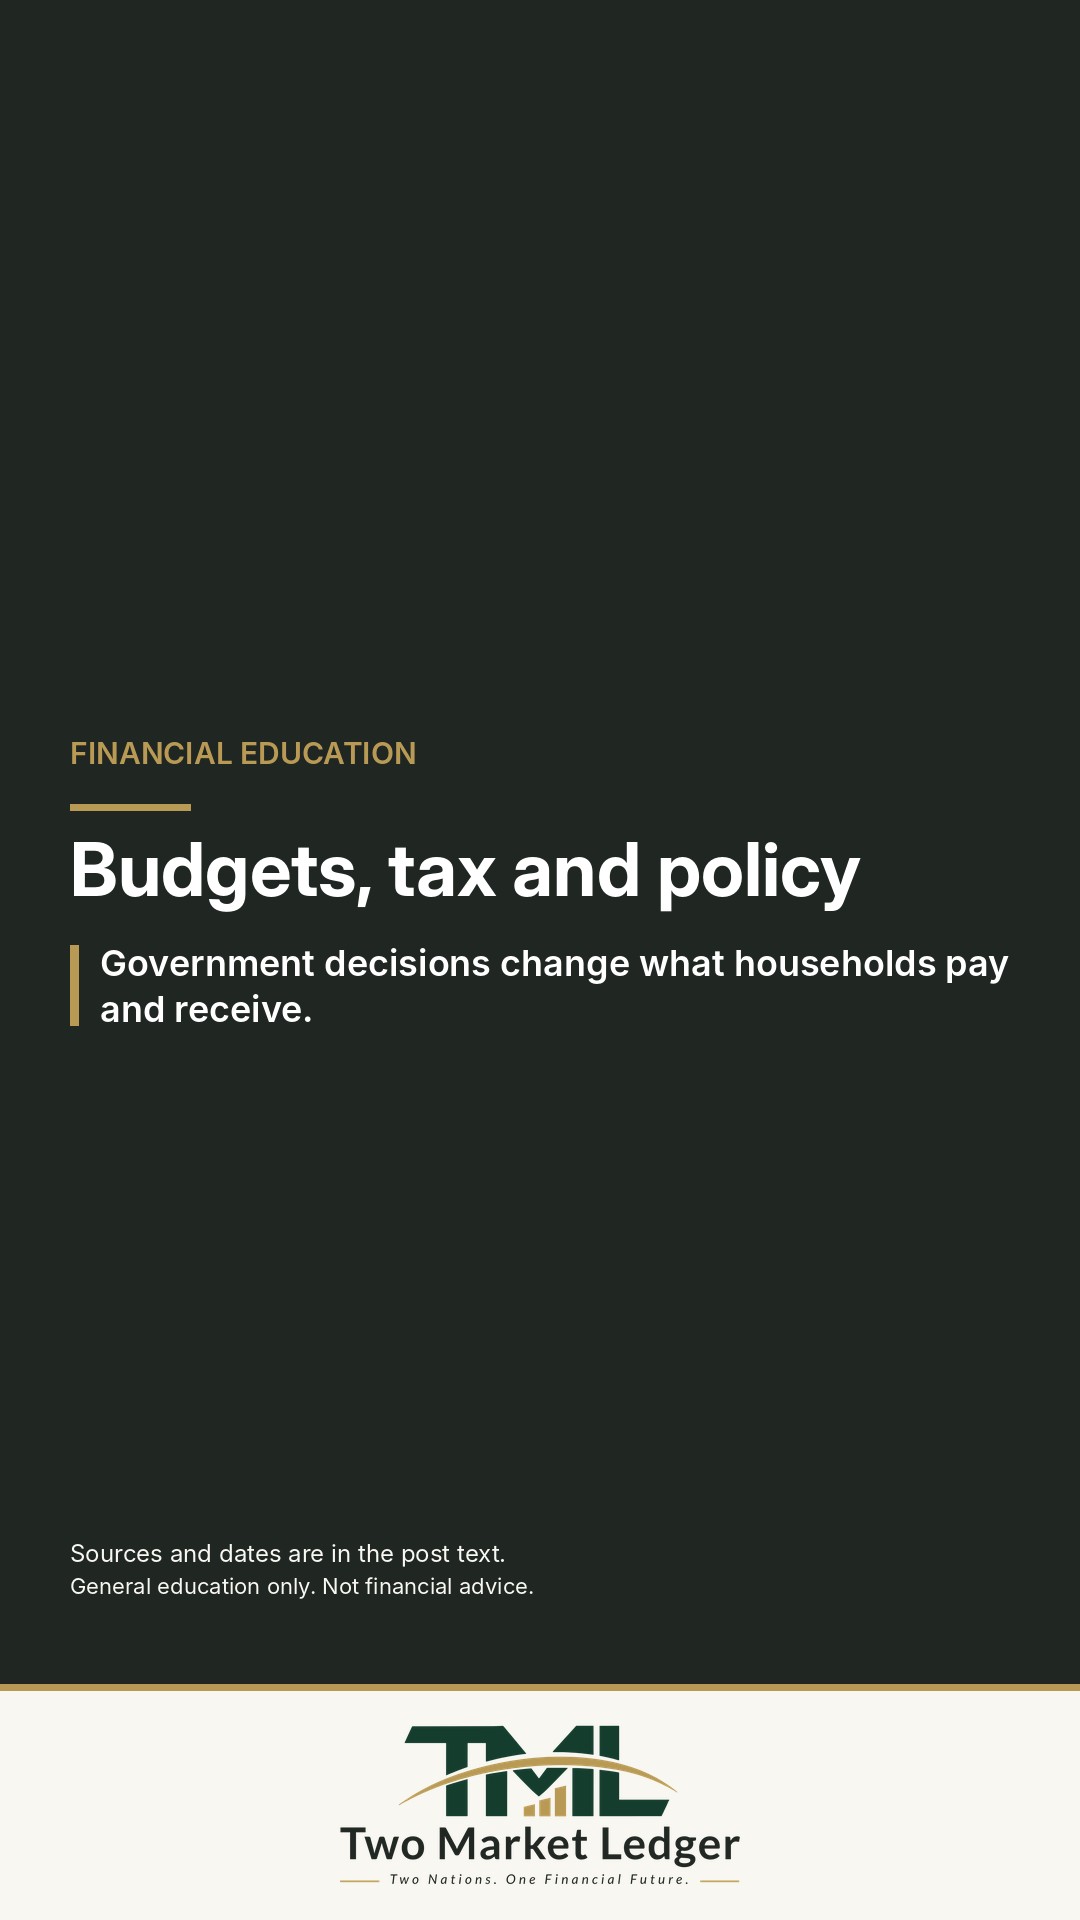 FINANCIAL EDUCATION
Budgets, tax and policy
Government decisions change what households pay
and receive.
Sources and dates are in the post text.
General education only. Not financial advice.
TML
Two Market Ledger
Two Nations. One Financial Future.